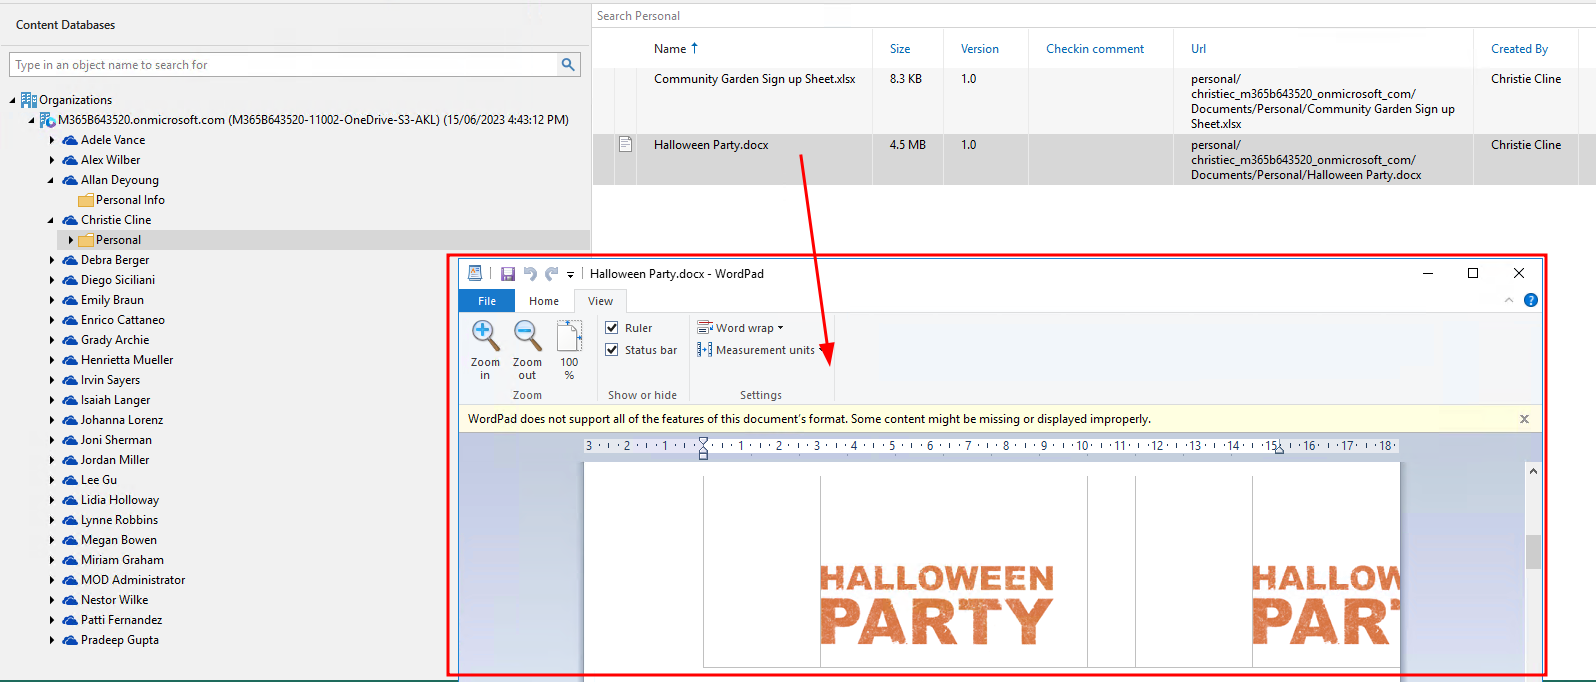 Content Databases
Type in an object name to search for
Organizations
M365B643520.onmicrosoft.com (M365B643520-11002-OneDrive-S3-AKL) (15/06/2023 4:43:12 PM)
Adele Vance
Alex Wilber
Allan Deyoung
Personal Info
Christie Cline
Personal
Debra Berger
Diego Siciliani
Emily Braun
Enrico Cattaneo
Grady Archie
Henrietta Mueller
Irvin Sayers
Isaiah Langer
Johanna Lorenz
Joni Sherman
Jordan Miller
Lee Gu
Lidia Holloway
Lynne Robbins
Megan Bowen
Miriam Graham
MOD Administrator
Nestor Wilke
Patti Fernandez
Pradeep Gupta
Search Personal
Name Size Version Checkin comment Url Created By
Community Garden Sign up Sheet.xlsx 8.3 KB 1.0 personal/ Christie Cline
christiec_m365b643520_onmicrosoft_com/
Documents/Personal/Community Garden Sign up
Sheet.xlsx
Halloween Party.docx 4.5 MB 1.0 personal/ Christie Cline
christiec_m365b643520_onmicrosoft_com/
Documents/Personal/Halloween Party.docx
Halloween Party.docx - WordPad
File Home View
Zoom in
Zoom out
100 %
Zoom
Ruler
Status bar
Show or hide
Word wrap
Measurement units
Settings
WordPad does not support all of the features of this document's format. Some content might be missing or displayed improperly.
3 2 1 1 2 3 4 5 6 7 8 9 10 11 12 13 14 15 16 17 18
HALLOWEEN HALLOW
PARTY PAR